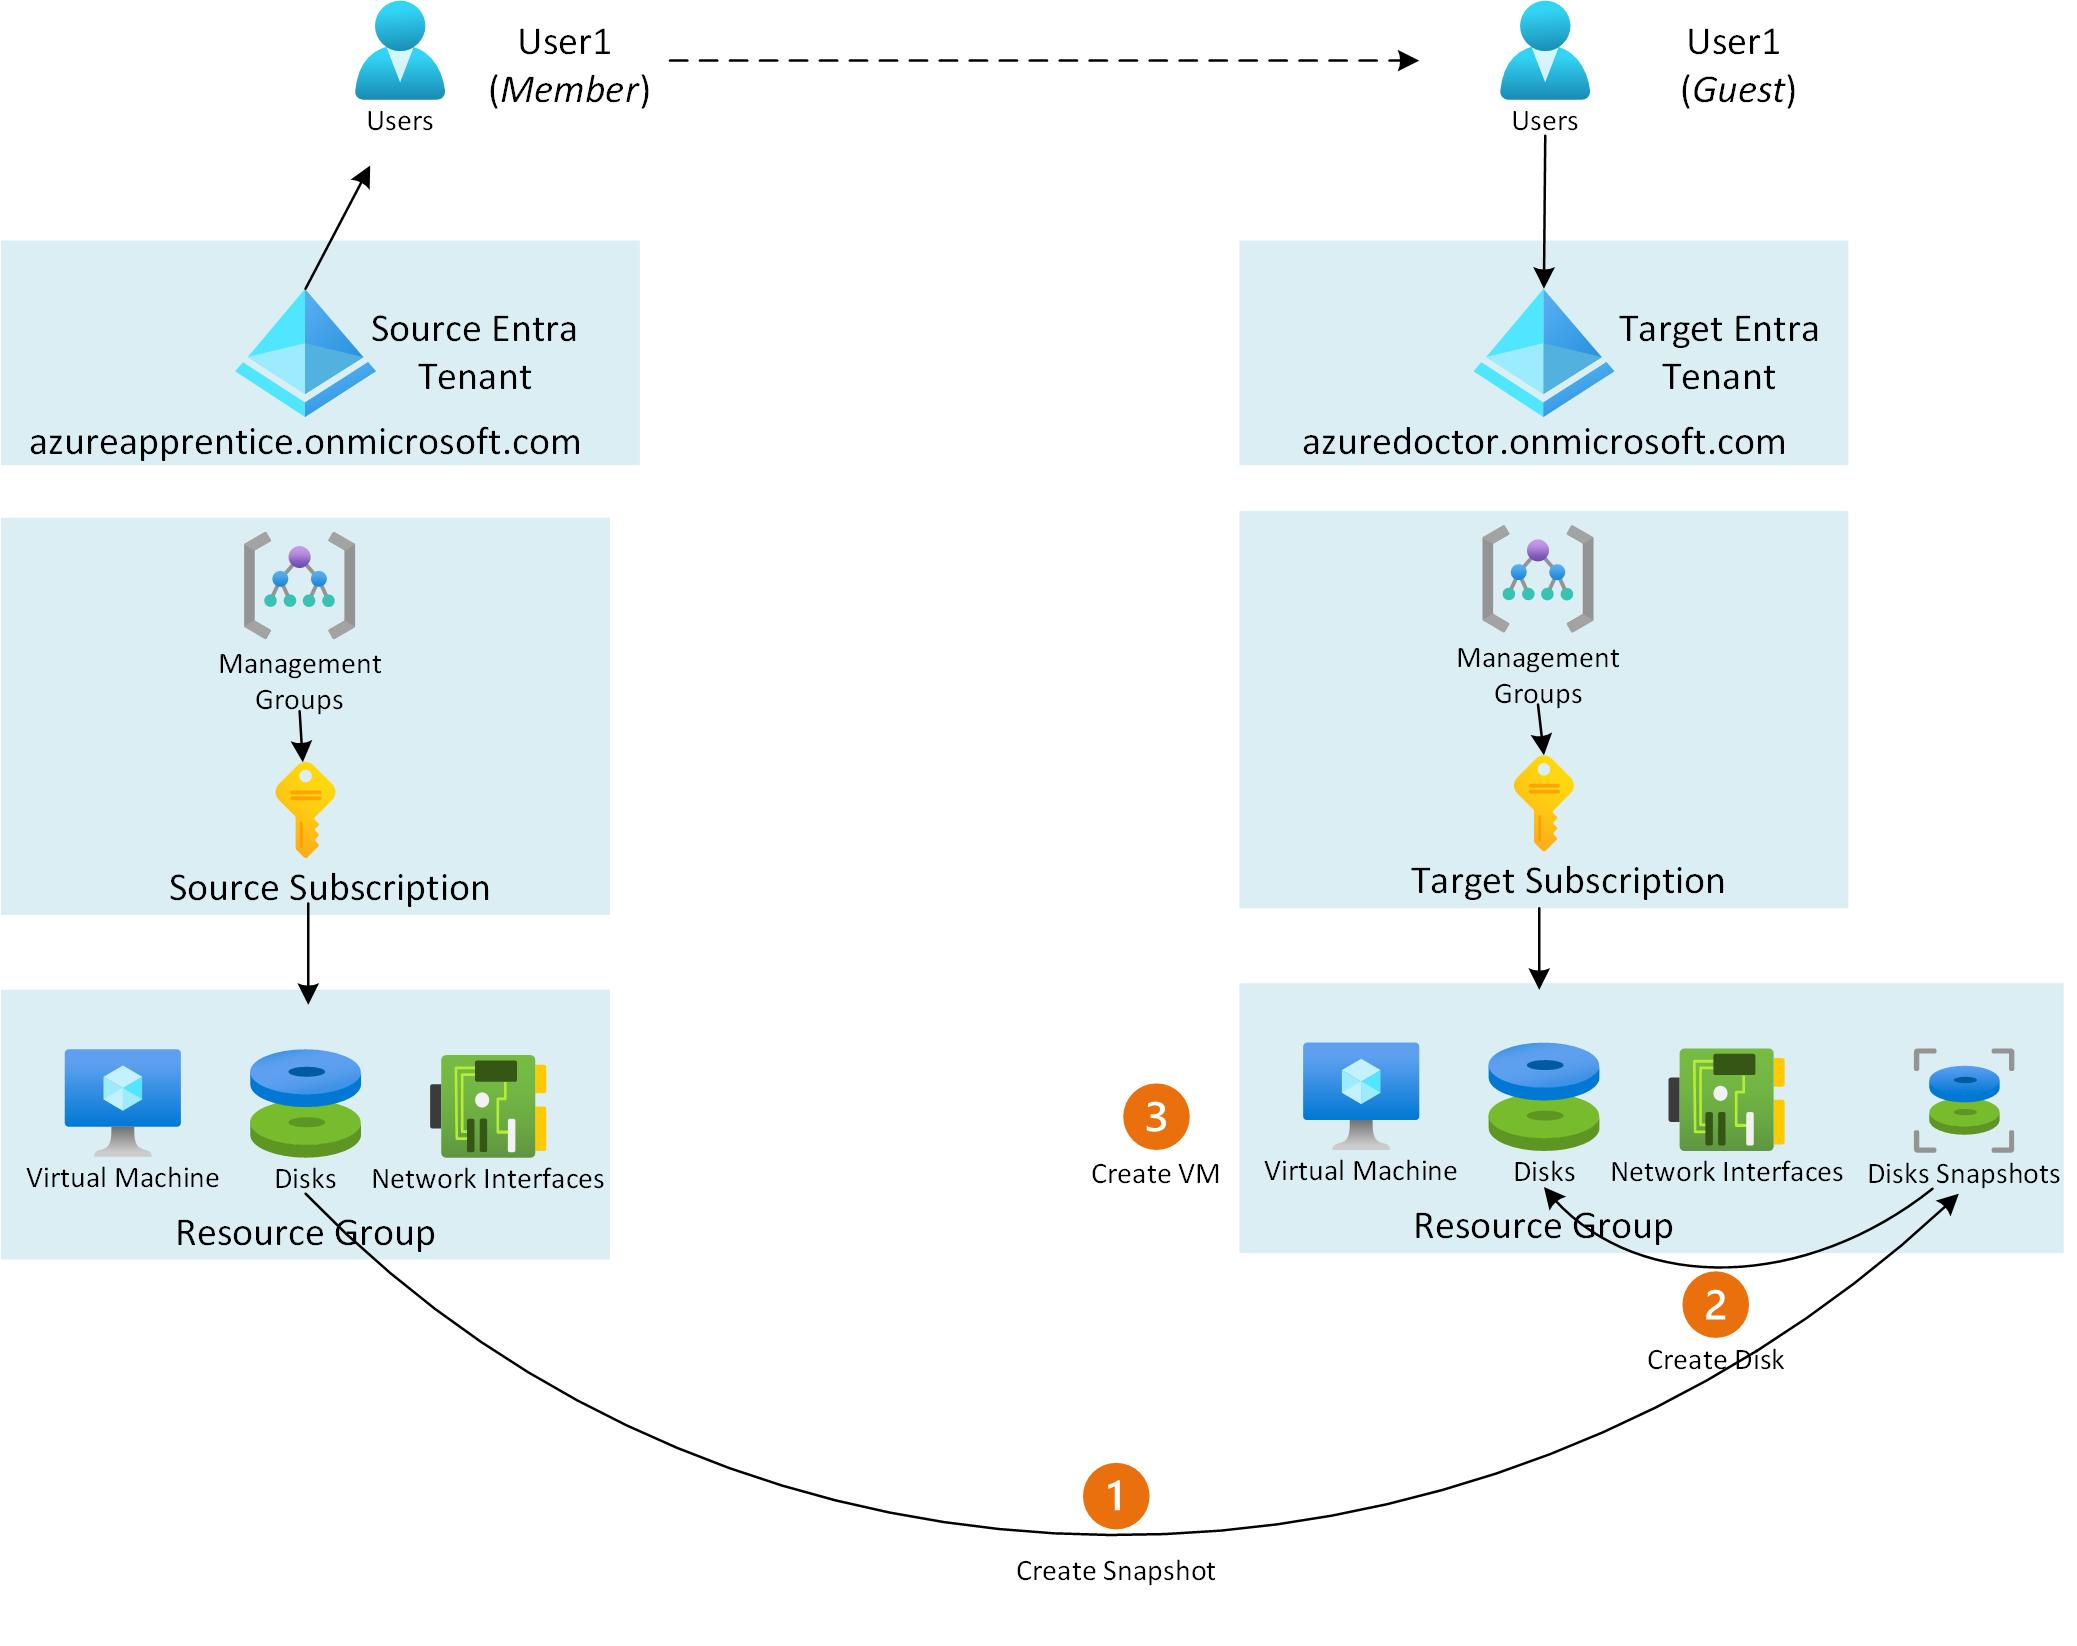 User1
(Member)
Users
User1
(Guest)
Users
Source Entra
Tenant
azureapprentice.onmicrosoft.com
Target Entra
Tenant
azuredoctor.onmicrosoft.com
Management
Groups
Source Subscription
Management
Groups
Target Subscription
Virtual Machine
Disks
Network Interfaces
Resource Group
3
Create VM
Virtual Machine
Disks
Network Interfaces
Disks Snapshots
Resource Group
2
Create Disk
1
Create Snapshot